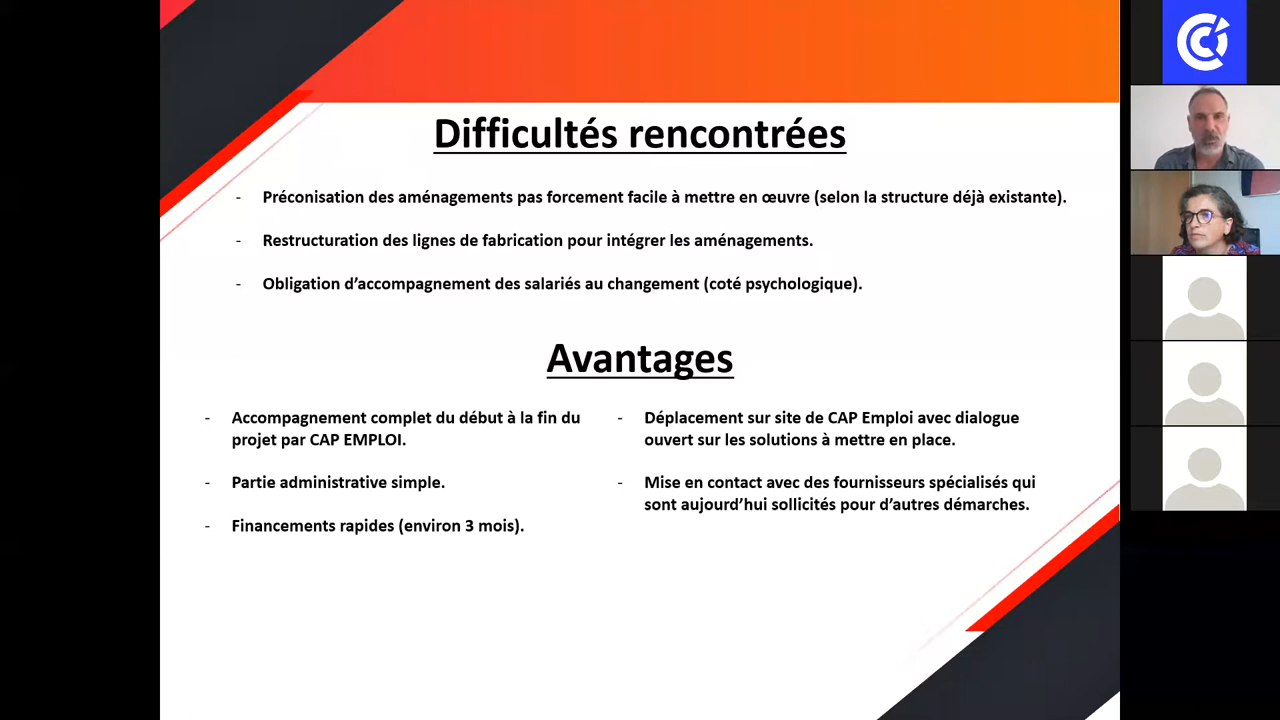 Difficultés rencontrées
- Préconisation des aménagements pas forcement facile à mettre en œuvre (selon la structure déjà existante).
- Restructuration des lignes de fabrication pour intégrer les aménagements.
- Obligation d’accompagnement des salariés au changement (coté psychologique).
Avantages
- Accompagnement complet du début à la fin du
projet par CAP EMPLOI.
- Partie administrative simple.
- Financements rapides (environ 3 mois).
- Déplacement sur site de CAP Emploi avec dialogue
ouvert sur les solutions à mettre en place.
- Mise en contact avec des fournisseurs spécialisés qui
sont aujourd’hui sollicités pour d’autres démarches.